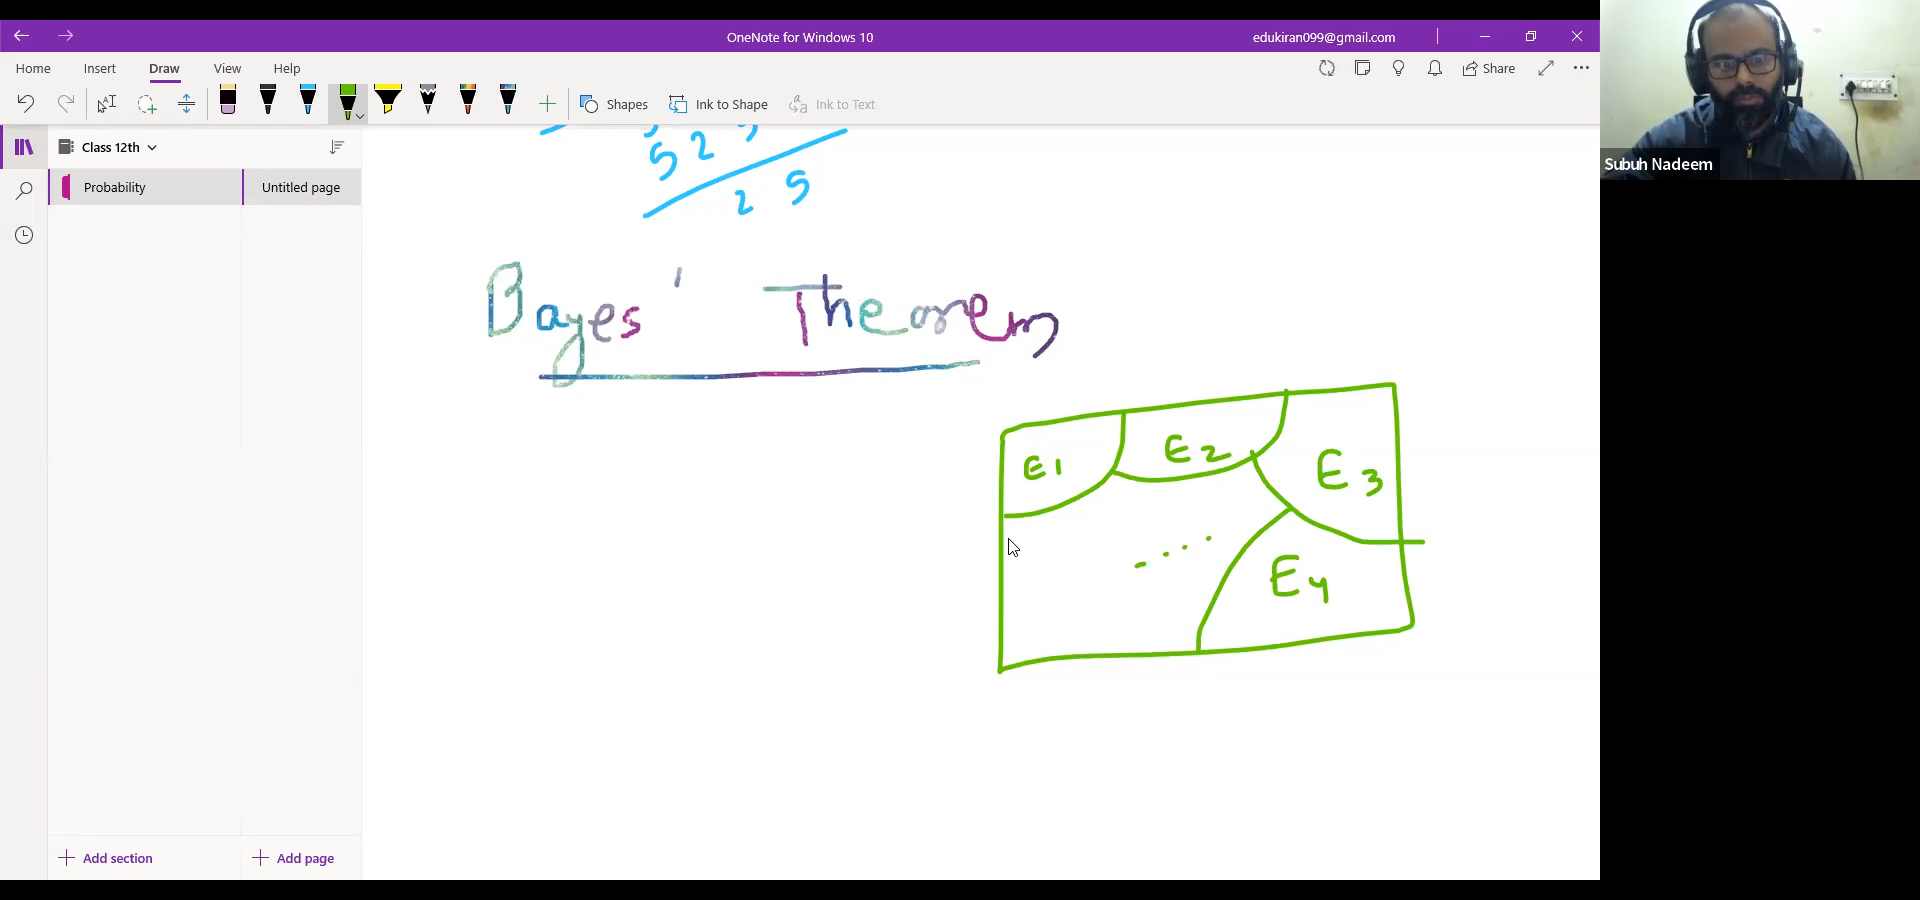 OneNote for Windows 10
edukiran099@gmail.com
Home Insert Draw View Help
Share
Shapes Ink to Shape Ink to Text
Class 12th
Probability
Untitled page
5 2
2 5
Bayes' Theorem
E1 E2 E3
....
E4
Add section
Add page
Subuh Nadeem